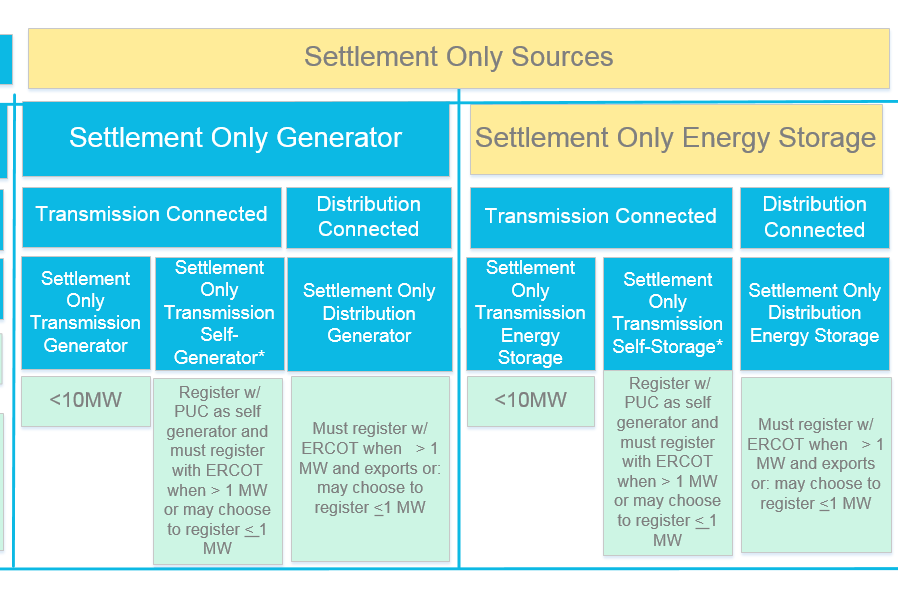 Settlement Only Sources
Settlement Only Generator
Settlement Only Energy Storage
Transmission Connected
Distribution
Connected
Transmission Connected
Distribution
Connected
Settlement
Only
Transmission
Generator
Settlement
Only
Transmission
Self-
Generator*
Settlement Only
Distribution
Generator
Settlement
Only
Transmission
Energy
Storage
Settlement
Only
Transmission
Self-Storage*
Settlement Only
Distribution
Energy Storage
<10MW
Register w/
PUC as self
generator and
must register
with ERCOT
when > 1 MW
or may choose
to register < 1
MW
Must register w/
ERCOT when > 1
MW and exports or:
may choose to
register <1 MW
<10MW
Register w/
PUC as self
generator and
must register
with ERCOT
when > 1 MW
or may choose
to register < 1
MW
Must register w/
ERCOT when > 1
MW and exports
or: may choose to
register <1 MW